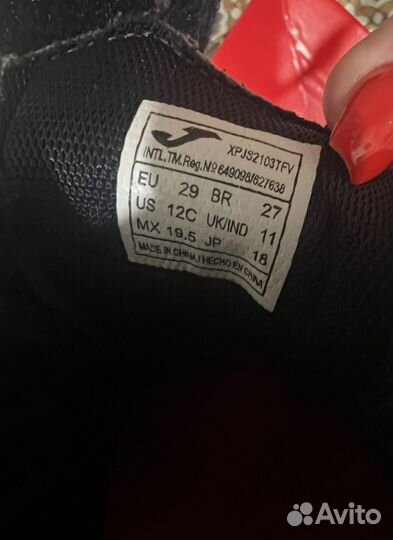 XPJS2103TFV
INTL.TM.Reg.Nº 649098/627638
EU 29 BR 27
US 12C UK/IND 11
MX 19.5 JP 18
MADE IN CHINA / HECHO EN CHINA
Avito